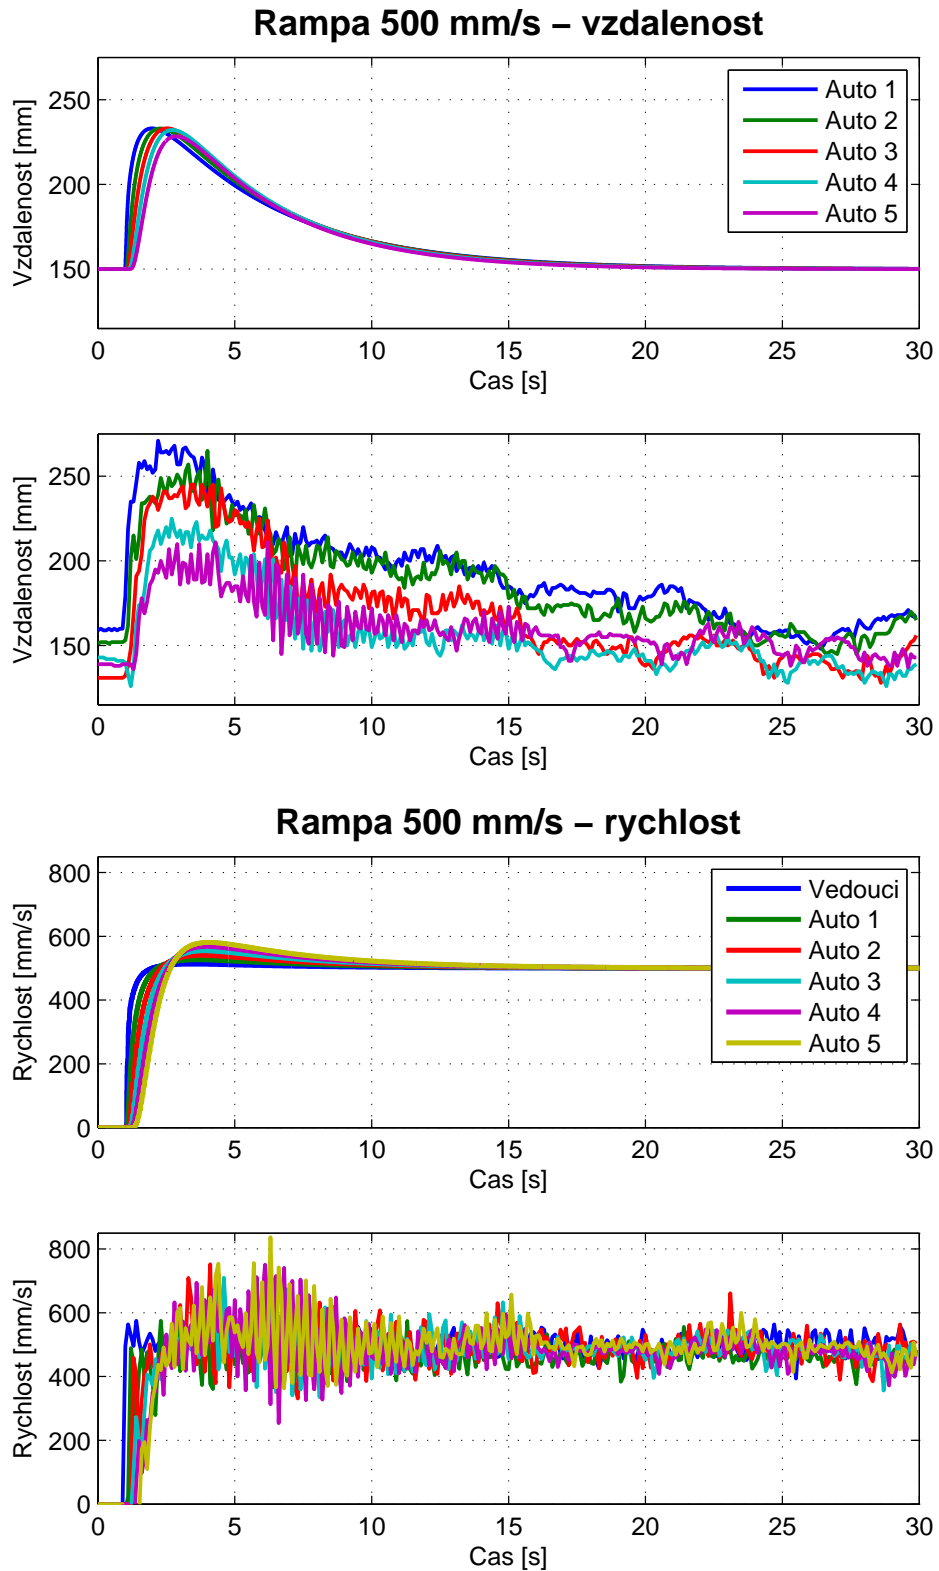 Rampa 500 mm/s – vzdalenost
Vzdalenost [mm]
250
200
150
Auto 1
Auto 2
Auto 3
Auto 4
Auto 5
0 5 10 15 20 25 30
Cas [s]
Vzdalenost [mm]
250
200
150
0 5 10 15 20 25 30
Cas [s]
Rampa 500 mm/s – rychlost
Rychlost [mm/s]
800
600
400
200
0
Vedouci
Auto 1
Auto 2
Auto 3
Auto 4
Auto 5
0 5 10 15 20 25 30
Cas [s]
Rychlost [mm/s]
800
600
400
200
0
0 5 10 15 20 25 30
Cas [s]